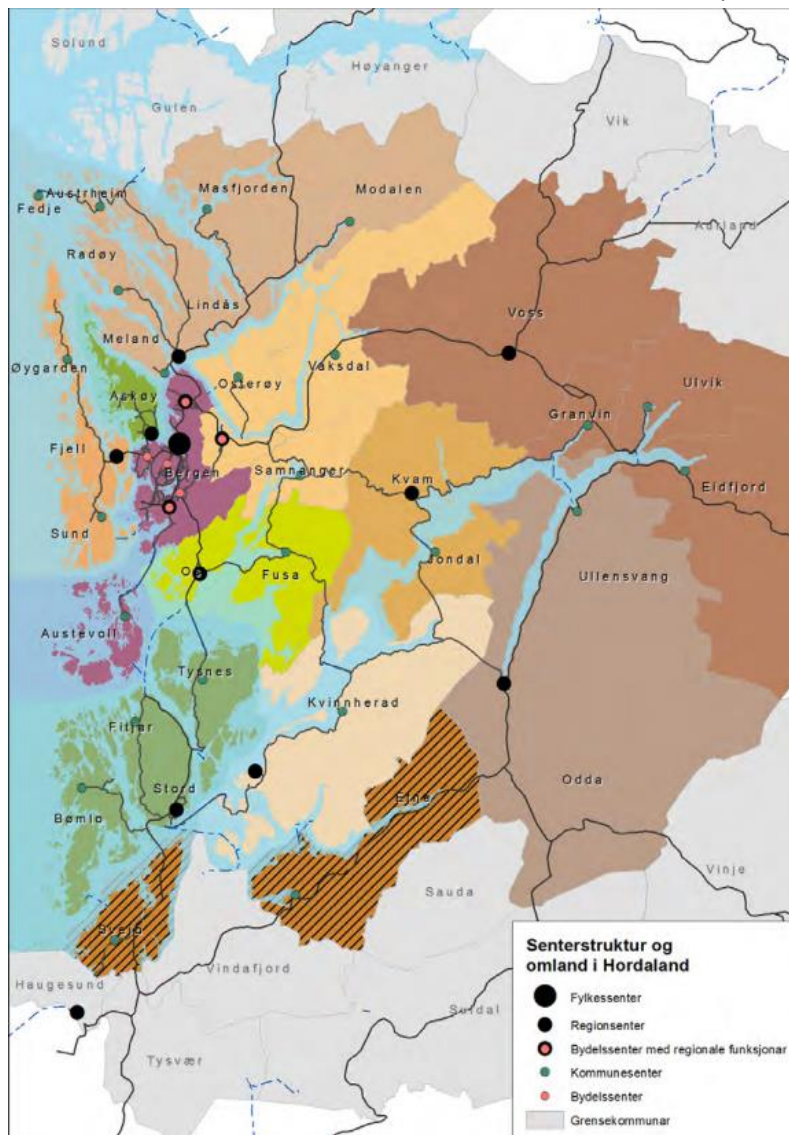 Solund
Høyanger
Gulen
Vik
Austrheim
Masfjorden
Modalen
Fedje
Aurland
Radøy
Lindås
Voss
Meland
Vaksdal
Øygarden
Osterøy
Ulvik
Askøy
Granvin
Fjell
Bergen
Samnanger
Kvam
Eidfjord
Sund
Jondal
Os
Fusa
Ullensvang
Austevoll
Tysnes
Kvinnherad
Fitjar
Odda
Stord
Etne
Bømlo
Vinje
Sauda
Sveio
Vindafjord
Haugesund
Suldal
Tysvær
Senterstruktur og
omland i Hordaland
Fylkessenter
Regionsenter
Bydelssenter med regionale funksjonar
Kommunesenter
Bydelssenter
Grensekommunar